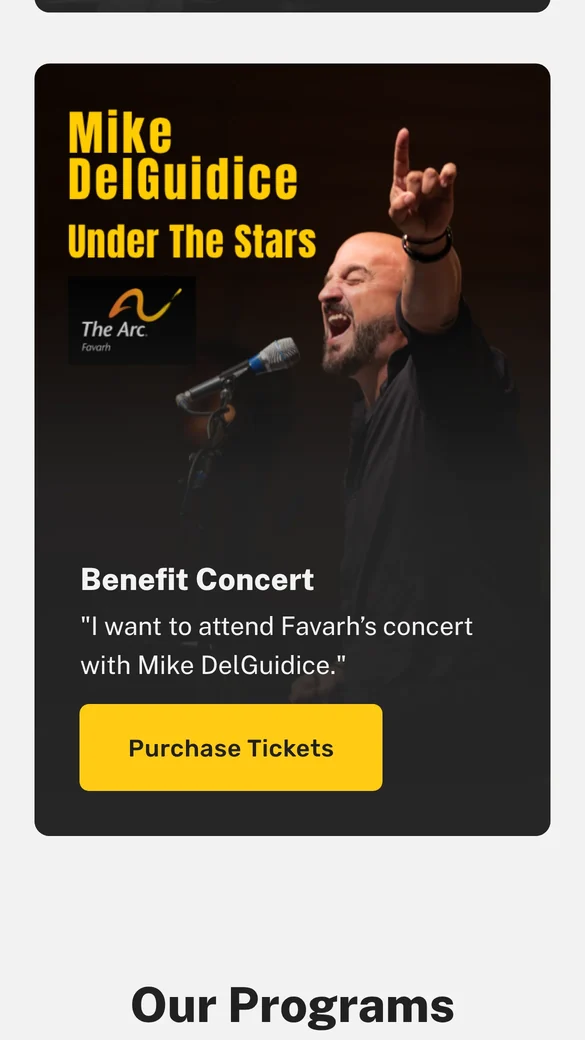 Mike
DelGuidice
Under The Stars
The Arc.
Favarh
Benefit Concert
"I want to attend Favarh’s concert
with Mike DelGuidice."
Purchase Tickets
Our Programs